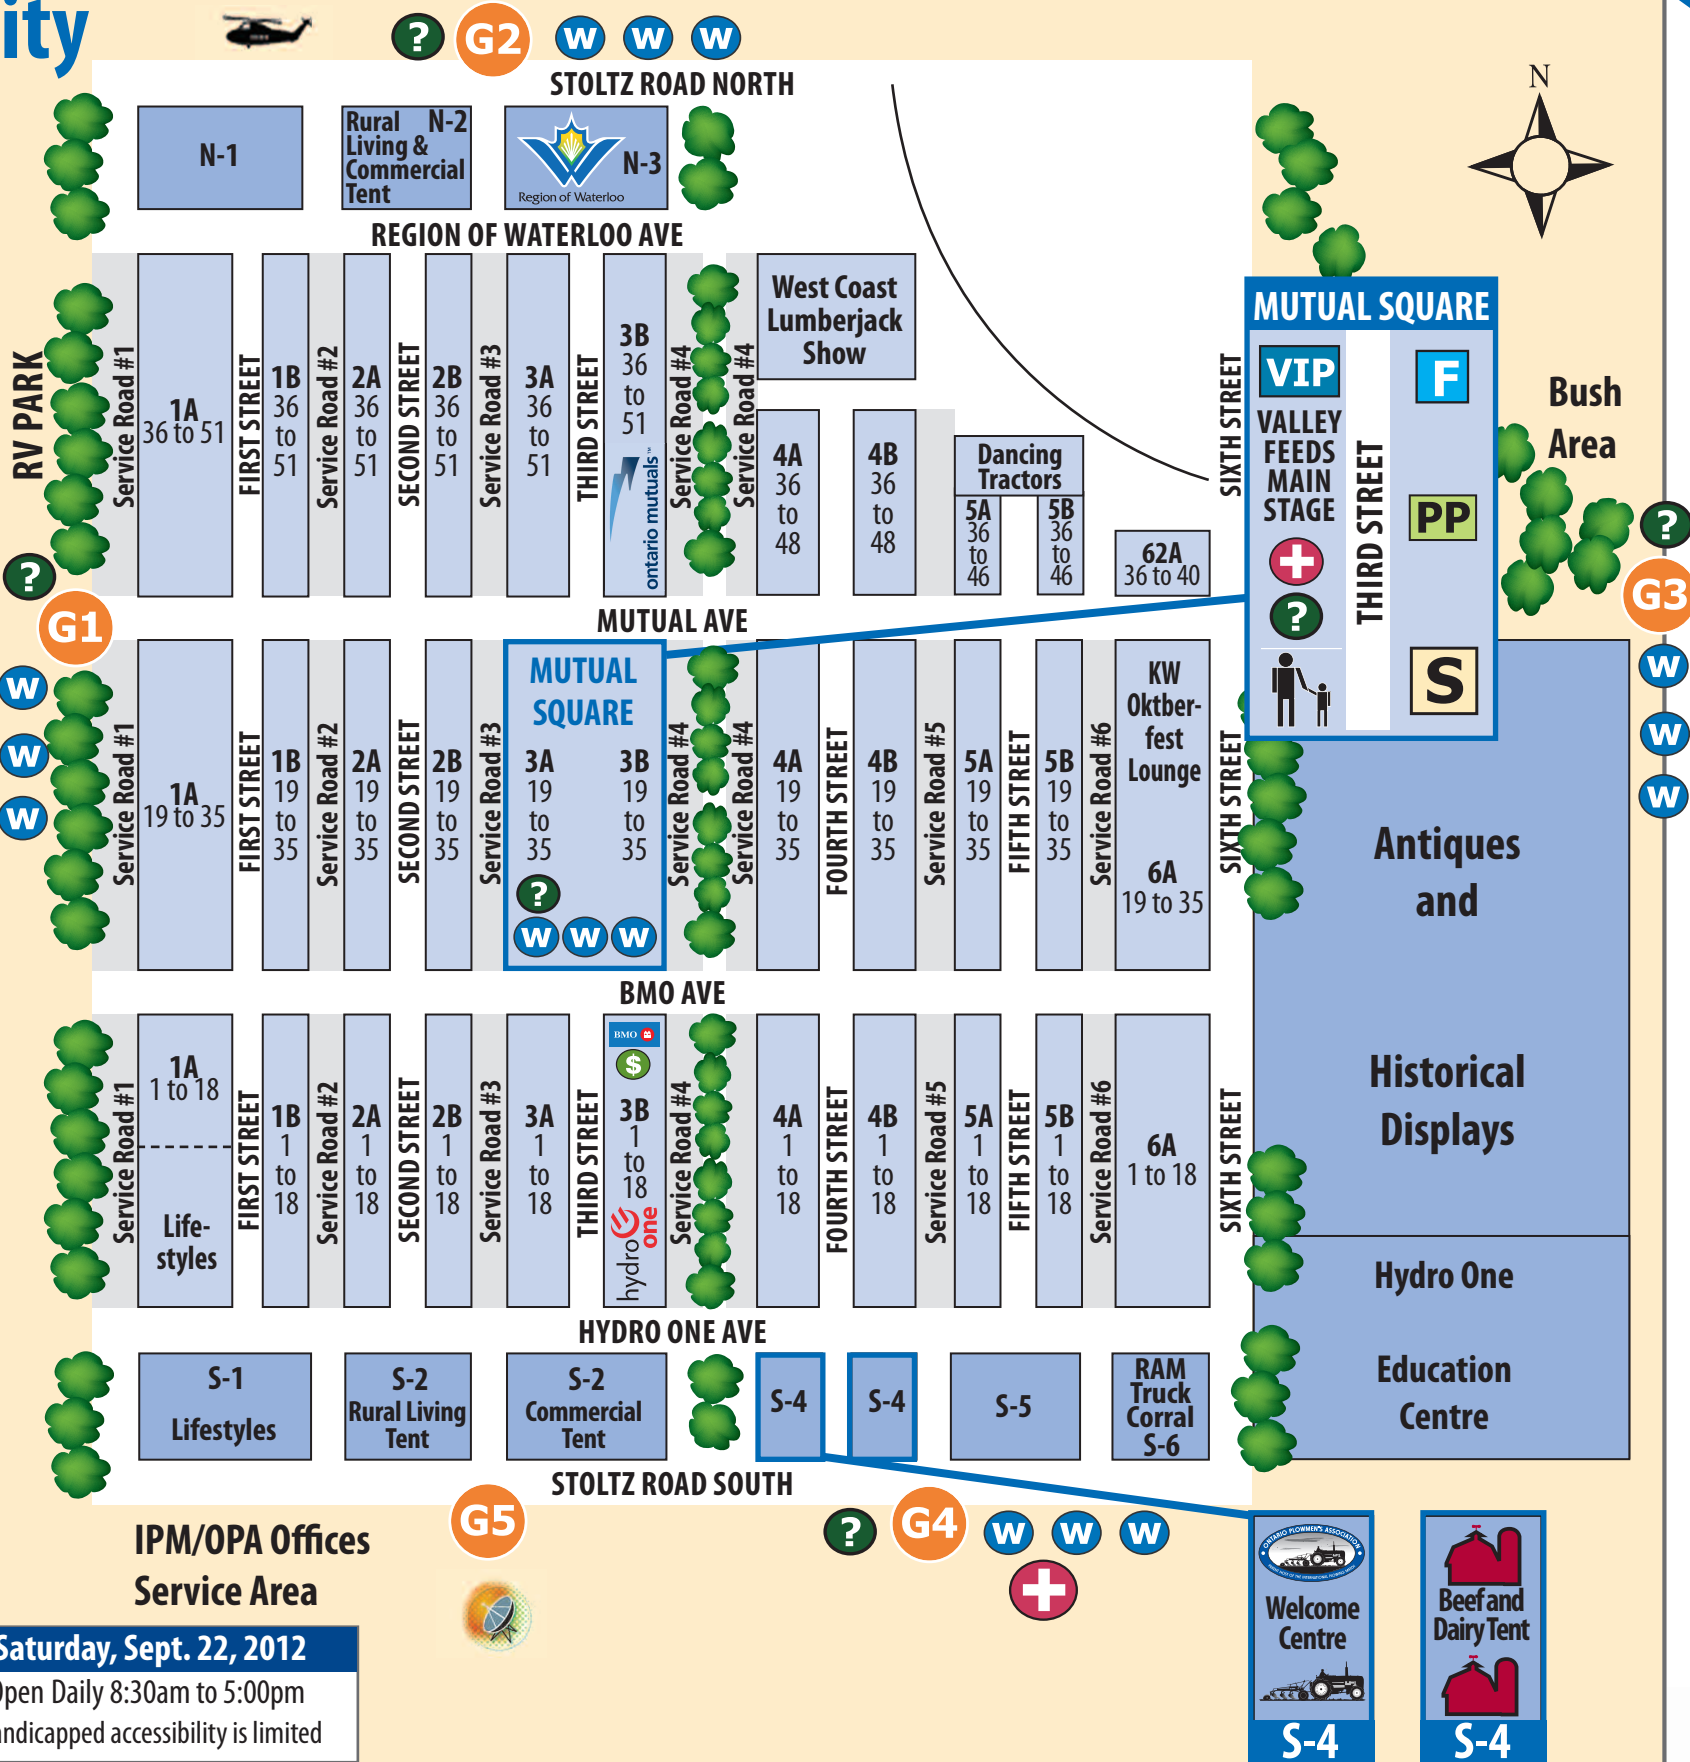 ity
?
G2
W
W
W
STOLTZ ROAD NORTH
N
N-1
Rural N-2
Living &
Commercial
Tent
N-3
Region of Waterloo
REGION OF WATERLOO AVE
RV PARK
Service Road #1
1A
36 to 51
FIRST STREET
1B
36
to
51
Service Road #2
2A
36
to
51
SECOND STREET
2B
36
to
51
Service Road #3
3A
36
to
51
THIRD STREET
3B
36
to
51
ontario mutuals™
Service Road #4
Service Road #4
West Coast
Lumberjack
Show
4A
36
to
48
4B
36
to
48
Dancing
Tractors
5A
36
to
46
5B
36
to
46
62A
36 to 40
SIXTH STREET
MUTUAL SQUARE
VIP
VALLEY
FEEDS
MAIN
STAGE
?
THIRD STREET
F
PP
S
Bush
Area
?
G3
W
W
W
?
G1
W
W
W
MUTUAL AVE
Service Road #1
1A
19 to 35
FIRST STREET
1B
19
to
35
Service Road #2
2A
19
to
35
SECOND STREET
2B
19
to
35
Service Road #3
MUTUAL
SQUARE
3A
19
to
35
3B
19
to
35
?
W W W
Service Road #4
Service Road #4
4A
19
to
35
FOURTH STREET
4B
19
to
35
Service Road #5
5A
19
to
35
FIFTH STREET
5B
19
to
35
Service Road #6
KW
Oktber-
fest
Lounge
6A
19 to 35
SIXTH STREET
Antiques
and
Historical
Displays
BMO AVE
Service Road #1
1A
1 to 18
Life-
styles
FIRST STREET
1B
1
to
18
Service Road #2
2A
1
to
18
SECOND STREET
2B
1
to
18
Service Road #3
3A
1
to
18
THIRD STREET
BMO
$
3B
1
to
18
hydro
one
Service Road #4
4A
1
to
18
FOURTH STREET
4B
1
to
18
Service Road #5
5A
1
to
18
FIFTH STREET
5B
1
to
18
Service Road #6
6A
1 to 18
SIXTH STREET
Hydro One
Education
Centre
HYDRO ONE AVE
S-1
Lifestyles
S-2
Rural Living
Tent
S-2
Commercial
Tent
S-4
S-4
S-5
RAM
Truck
Corral
S-6
STOLTZ ROAD SOUTH
G5
?
G4
W
W
W
IPM/OPA Offices
Service Area
ONTARIO PLOWMEN'S ASSOCIATION
Welcome
Centre
S-4
Beef and
Dairy Tent
S-4
Saturday, Sept. 22, 2012
Open Daily 8:30am to 5:00pm
andicapped accessibility is limited